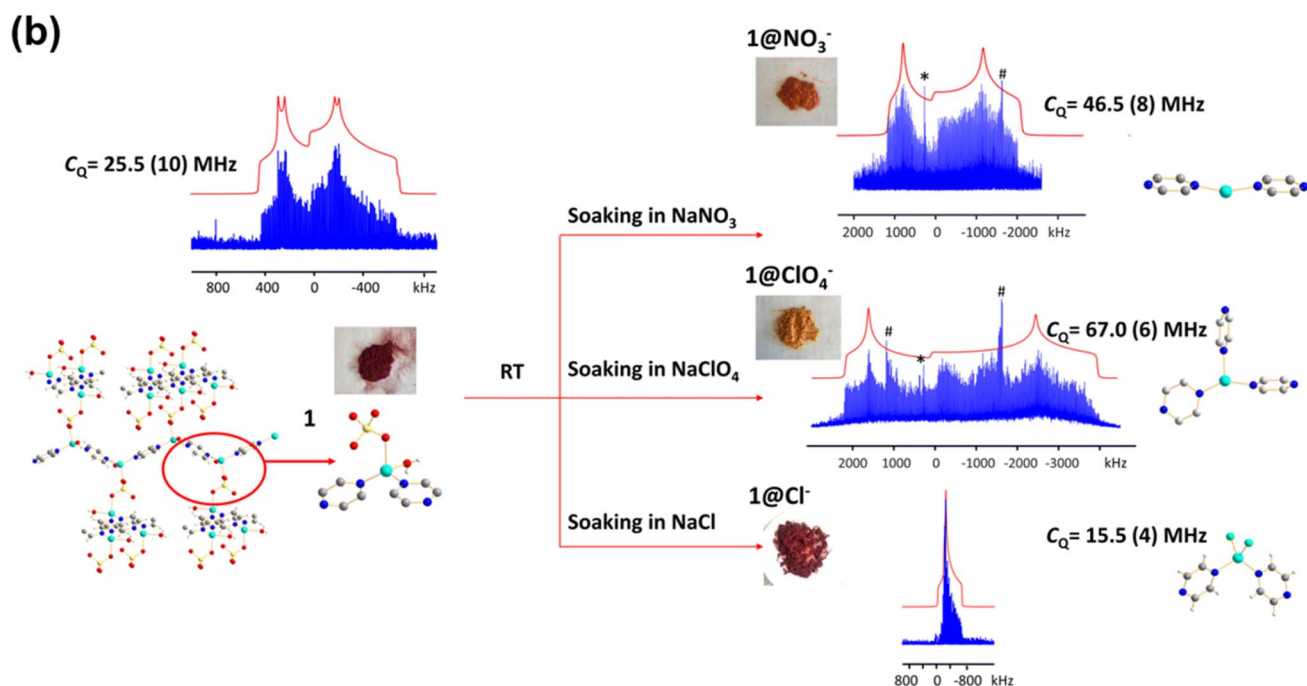 (b)
C_Q= 25.5 (10) MHz
800 400 0 -400 kHz
1
RT
Soaking in NaNO₃
Soaking in NaClO₄
Soaking in NaCl
1@NO₃⁻
* #
C_Q= 46.5 (8) MHz
2000 1000 0 -1000 -2000 kHz
1@ClO₄⁻
# * #
C_Q= 67.0 (6) MHz
3000 2000 1000 0 -1000 -2000 -3000 kHz
1@Cl⁻
C_Q= 15.5 (4) MHz
800 0 -800 kHz